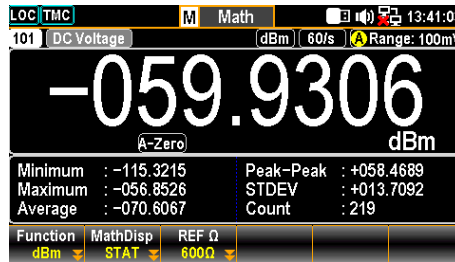 LOC TMC M Math 13:41:0
101 DC Voltage dBm 60/s A Range: 100m
-059.9306
A-Zero dBm
Minimum : -115.3215 Peak-Peak : +058.4689
Maximum : -056.8526 STDEV : +013.7092
Average : -070.6067 Count : 219
Function MathDisp REF Ω
dBm STAT 600Ω